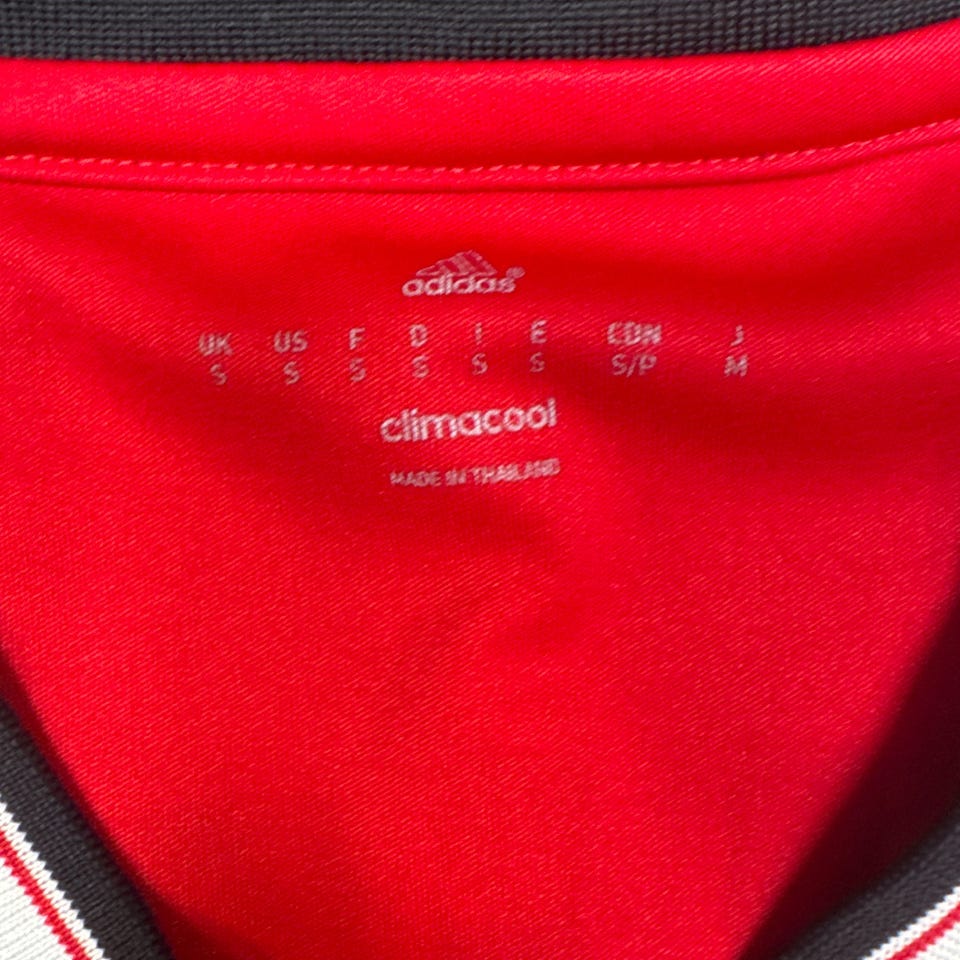 adidas®
UK US F D I E CDN J
S S S S S S S/P M
climacool
MADE IN THAILAND